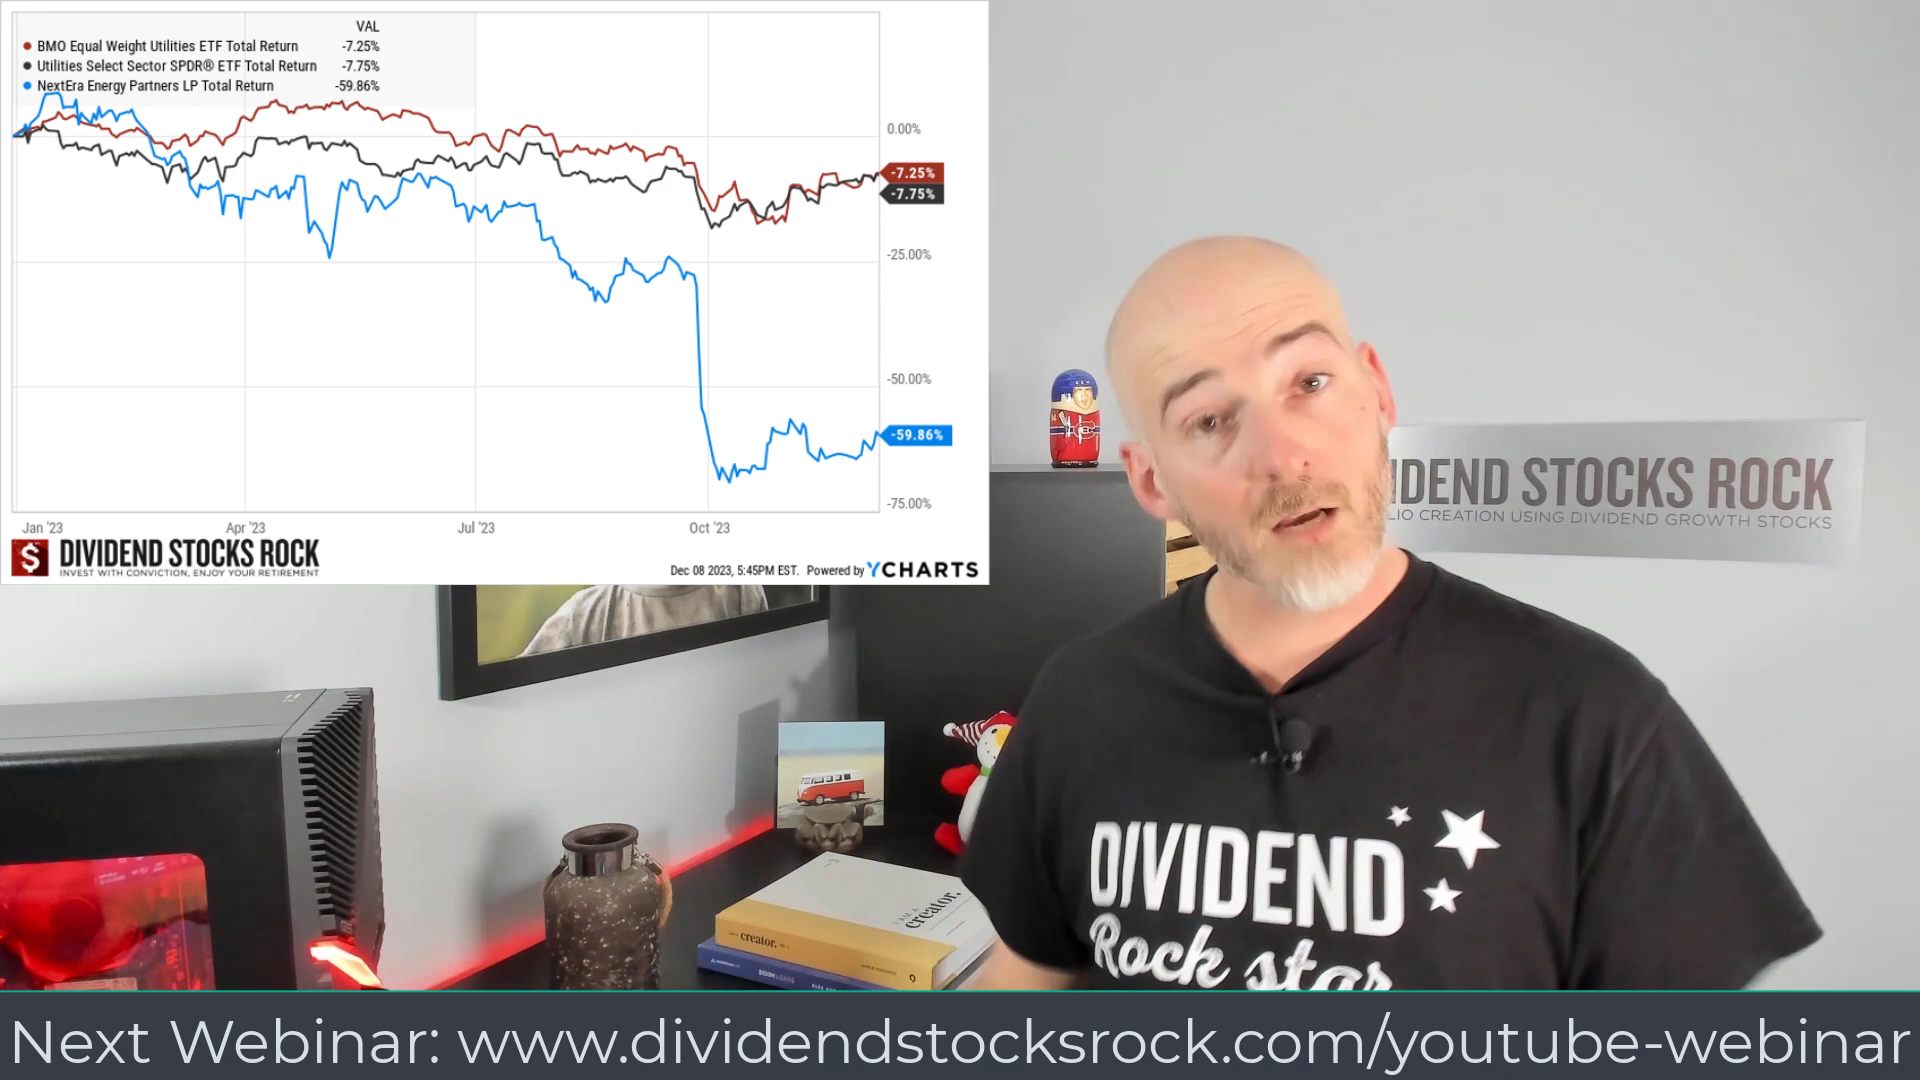 VAL
BMO Equal Weight Utilities ETF Total Return -7.25%
Utilities Select Sector SPDR® ETF Total Return -7.75%
NextEra Energy Partners LP Total Return -59.86%
0.00%
-7.25%
-7.75%
-25.00%
-50.00%
-59.86%
-75.00%
Jan '23 Apr '23 Jul '23 Oct '23
$ DIVIDEND STOCKS ROCK
INVEST WITH CONVICTION, ENJOY YOUR RETIREMENT
Dec 08 2023, 5:45PM EST. Powered by YCHARTS
IDEND STOCKS ROCK
LIO CREATION USING DIVIDEND GROWTH STOCKS
I AM A
creator.
creator.
DIVIDEND
Rock star
Next Webinar: www.dividendstocksrock.com/youtube-webinar